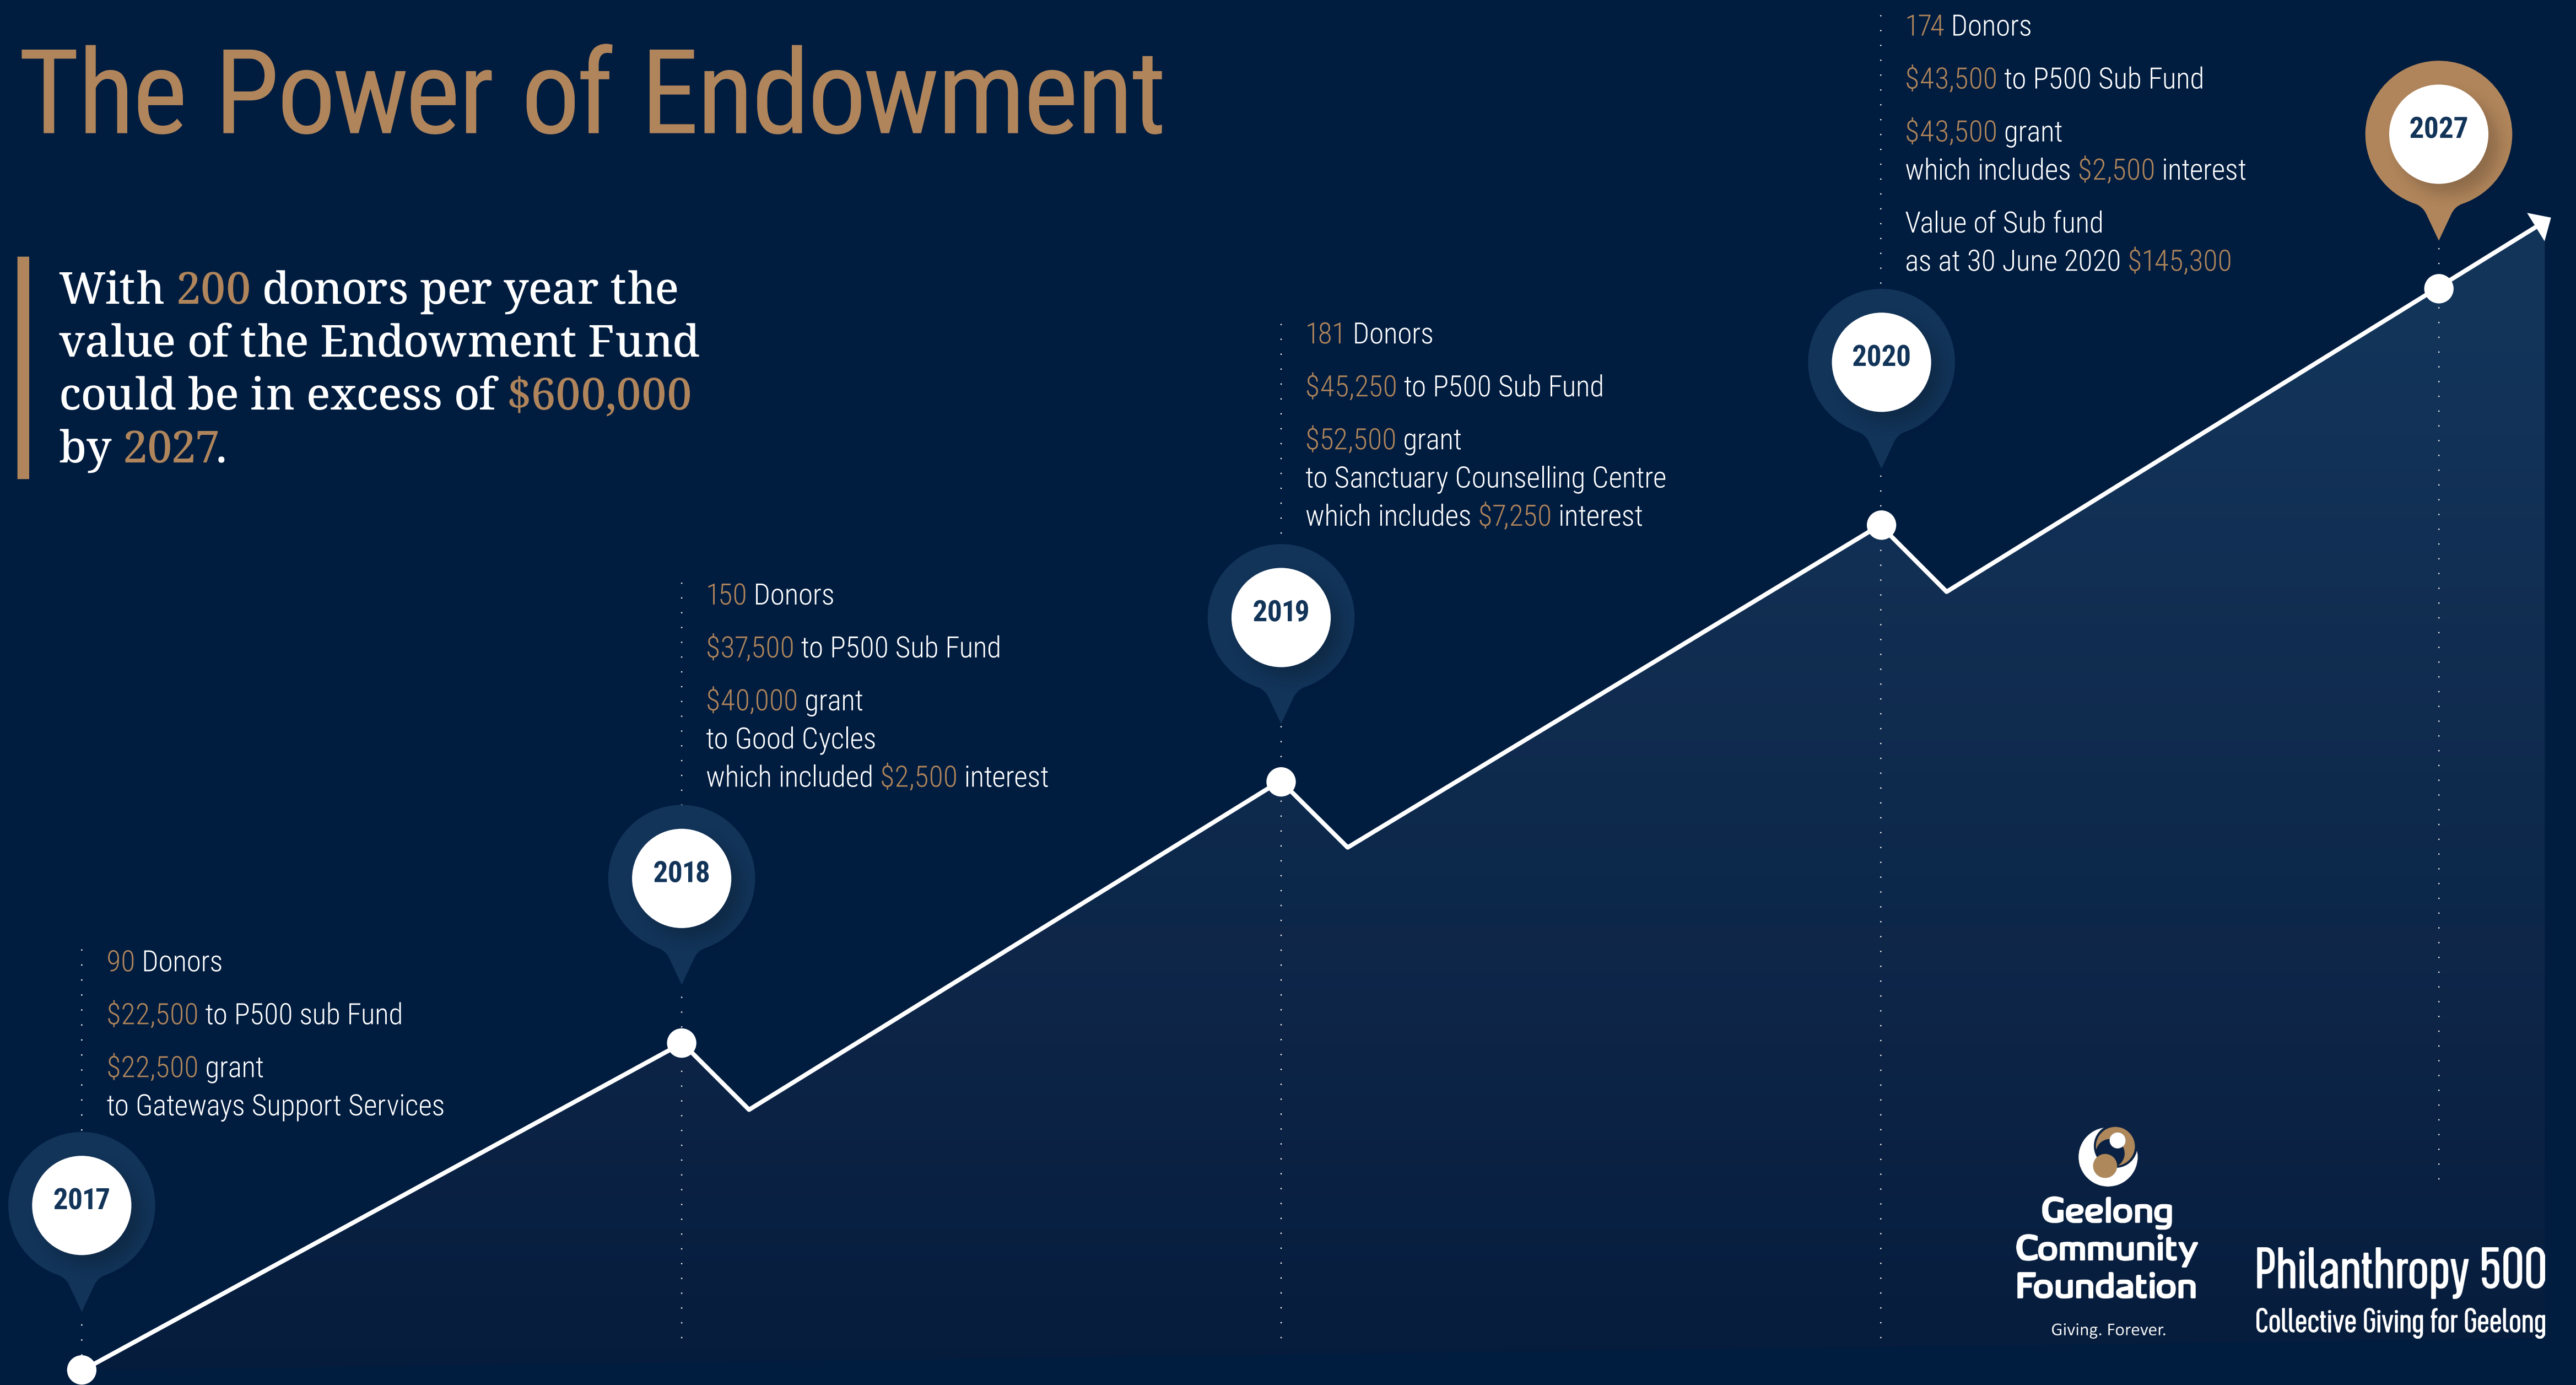 The Power of Endowment
With 200 donors per year the
value of the Endowment Fund
could be in excess of $600,000
by 2027.
90 Donors
$22,500 to P500 sub Fund
$22,500 grant
to Gateways Support Services
2017
150 Donors
$37,500 to P500 Sub Fund
$40,000 grant
to Good Cycles
which included $2,500 interest
2018
181 Donors
$45,250 to P500 Sub Fund
$52,500 grant
to Sanctuary Counselling Centre
which includes $7,250 interest
2019
174 Donors
$43,500 to P500 Sub Fund
$43,500 grant
which includes $2,500 interest
Value of Sub fund
as at 30 June 2020 $145,300
2020
2027
Geelong
Community
Foundation
Giving. Forever.
Philanthropy 500
Collective Giving for Geelong